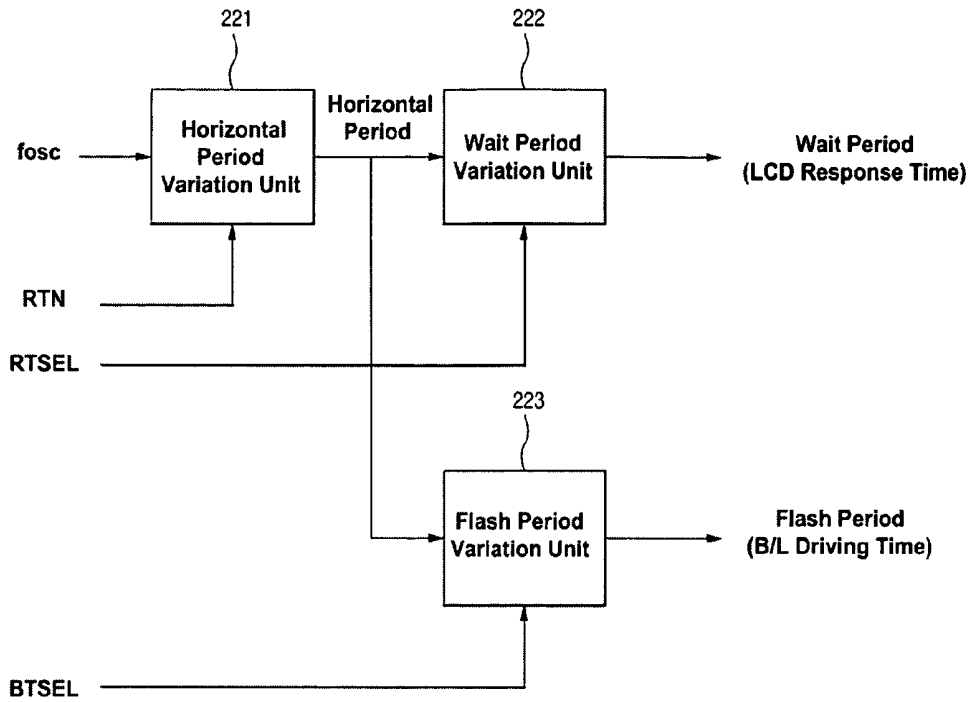 221
222
fosc
Horizontal
Period
Variation Unit
Horizontal
Period
Wait Period
Variation Unit
Wait Period
(LCD Response Time)
RTN
RTSEL
223
Flash Period
Variation Unit
Flash Period
(B/L Driving Time)
BTSEL